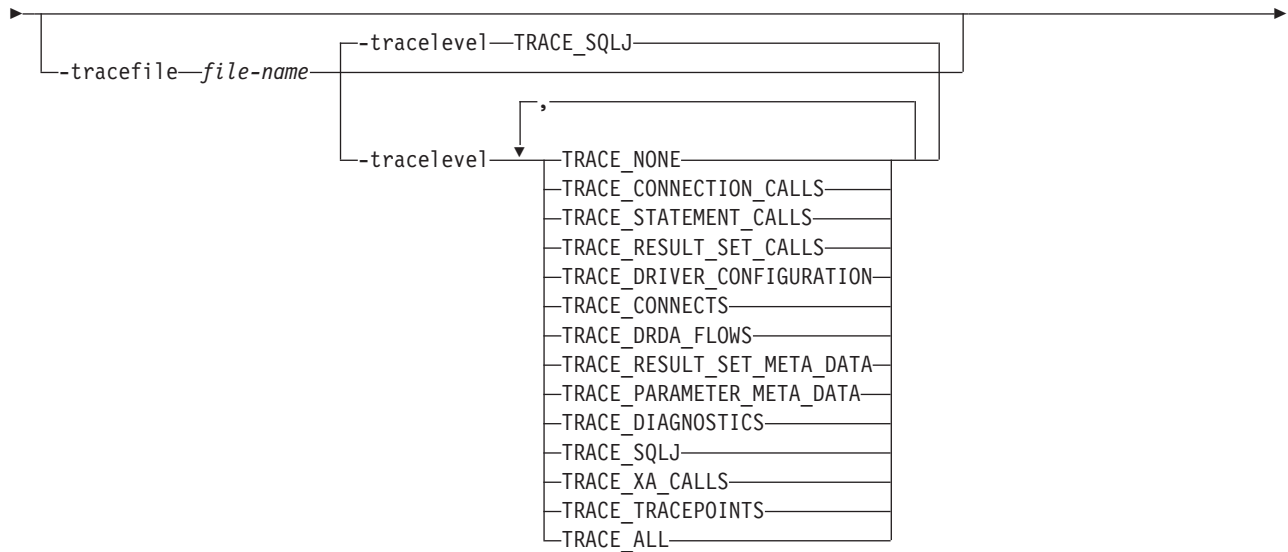 -tracelevel TRACE_SQLJ
-tracefile file-name
,
-tracelevel TRACE_NONE
TRACE_CONNECTION_CALLS
TRACE_STATEMENT_CALLS
TRACE_RESULT_SET_CALLS
TRACE_DRIVER_CONFIGURATION
TRACE_CONNECTS
TRACE_DRDA_FLOWS
TRACE_RESULT_SET_META_DATA
TRACE_PARAMETER_META_DATA
TRACE_DIAGNOSTICS
TRACE_SQLJ
TRACE_XA_CALLS
TRACE_TRACEPOINTS
TRACE_ALL